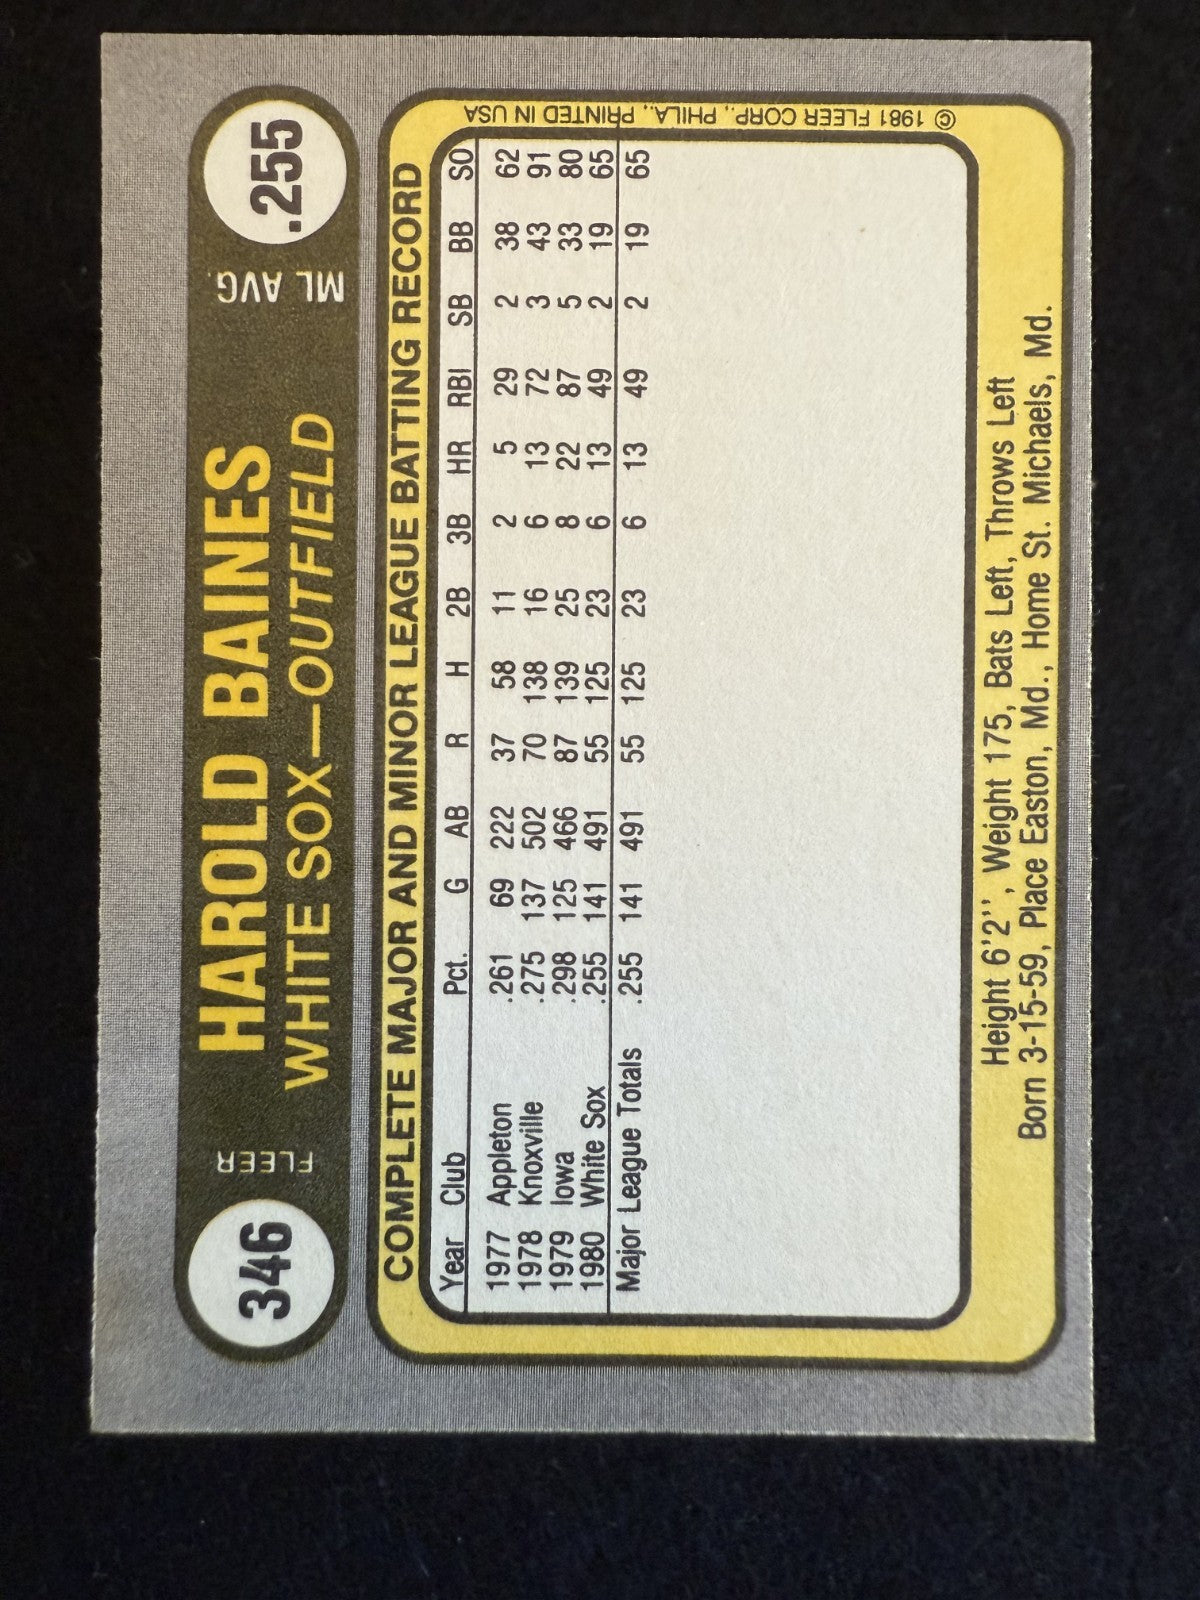 346
FLEER
HAROLD BAINES
WHITE SOX—OUTFIELD
ML AVG.
.255
COMPLETE MAJOR AND MINOR LEAGUE BATTING RECORD
Year Club Pct. G AB R H 2B 3B HR RBI SB BB SO
1977 Appleton .261 69 222 37 58 11 2 5 29 2 38 62
1978 Knoxville .275 137 502 70 138 16 6 13 72 3 43 91
1979 Iowa .298 125 466 87 139 25 8 22 87 5 33 80
1980 White Sox .255 141 491 55 125 23 6 13 49 2 19 65
Major League Totals .255 141 491 55 125 23 6 13 49 2 19 65
© 1981 FLEER CORP., PHILA., PRINTED IN USA
Height 6'2'', Weight 175, Bats Left, Throws Left
Born 3-15-59, Place Easton, Md., Home St. Michaels, Md.